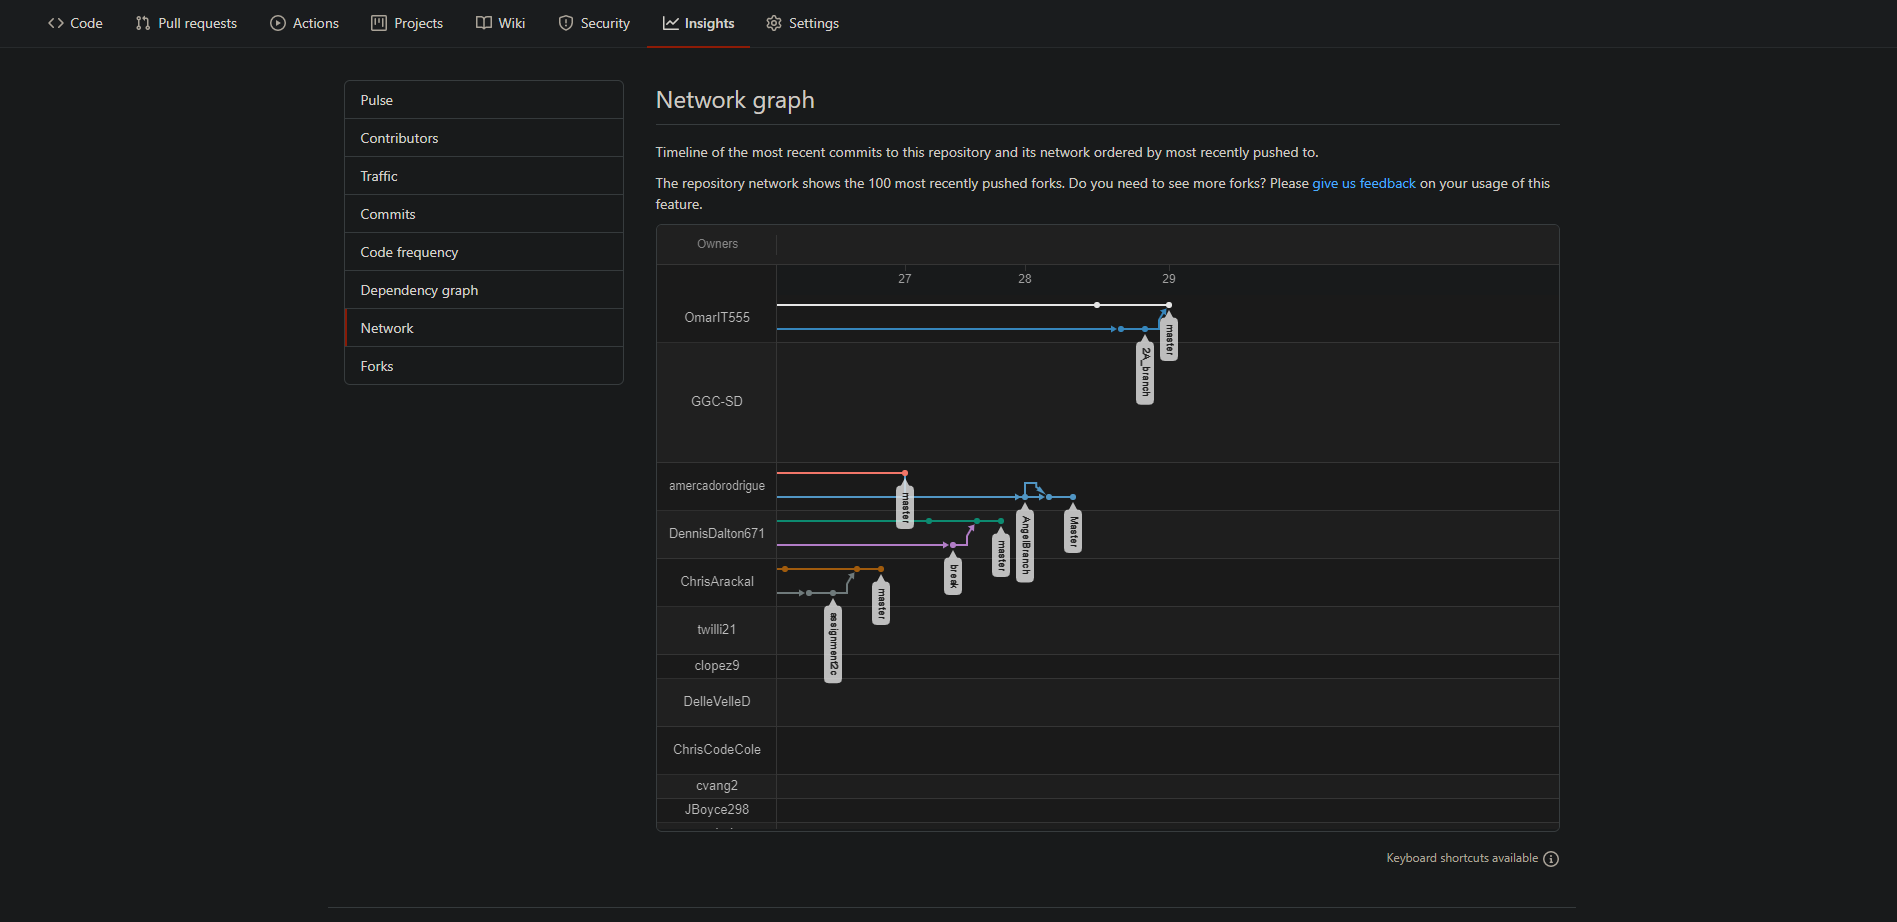 Code Pull requests Actions Projects Wiki Security Insights Settings
Pulse
Contributors
Traffic
Commits
Code frequency
Dependency graph
Network
Forks
Network graph
Timeline of the most recent commits to this repository and its network ordered by most recently pushed to.
The repository network shows the 100 most recently pushed forks. Do you need to see more forks? Please give us feedback on your usage of this
feature.
Owners
27 28 29
OmarIT555
master
2A_branch
GGC-SD
amercadorodrigue
master
AngelBranch
Master
DennisDalton671
break
master
ChrisArackal
assignment2c
master
twilli21
clopez9
DelleVelleD
ChrisCodeCole
cvang2
JBoyce298
Keyboard shortcuts available